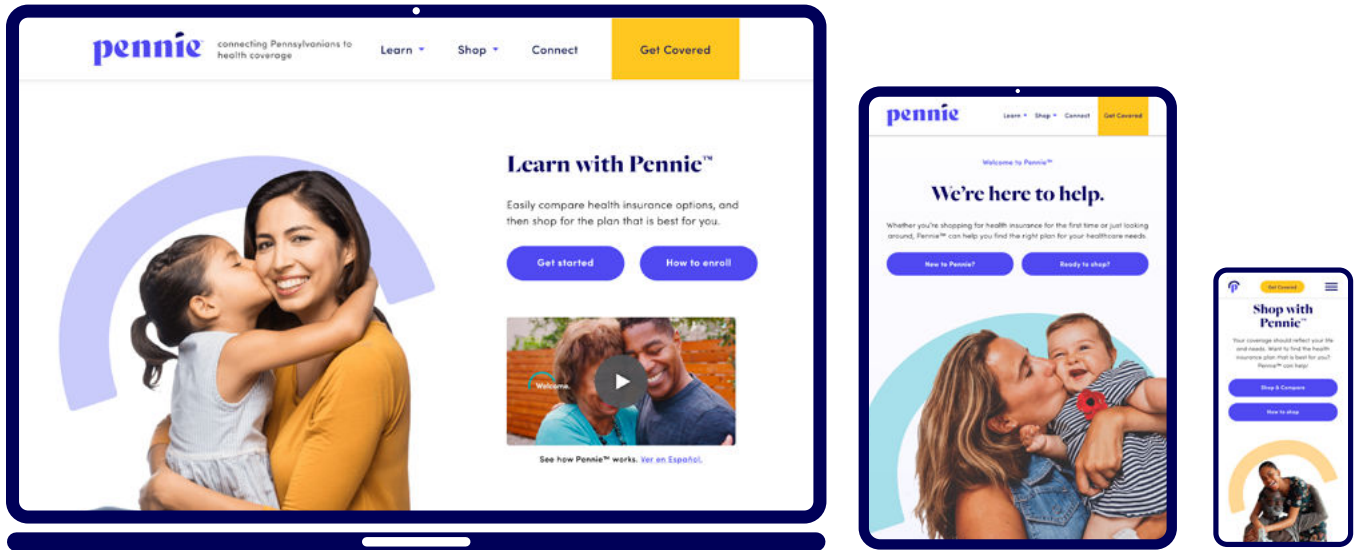 pennie
connecting Pennsylvanians to
health coverage
Learn
Shop
Connect
Get Covered
Learn with Pennie™
Easily compare health insurance options, and
then shop for the plan that is best for you.
Get started
How to enroll
Welcome.
See how Pennie™ works. Ver en Español.
pennie
Learn
Shop
Connect
Get Covered
Welcome to Pennie™
We're here to help.
Whether you're shopping for health insurance for the first time or just looking
around, Pennie™ can help you find the right plan for your healthcare needs.
New to Pennie?
Ready to shop?
p
Get Covered
Shop with
Pennie™
Your coverage should reflect your life
and needs. Want to find the health
insurance plan that is best for you?
Pennie™ can help!
Shop & Compare
How to shop